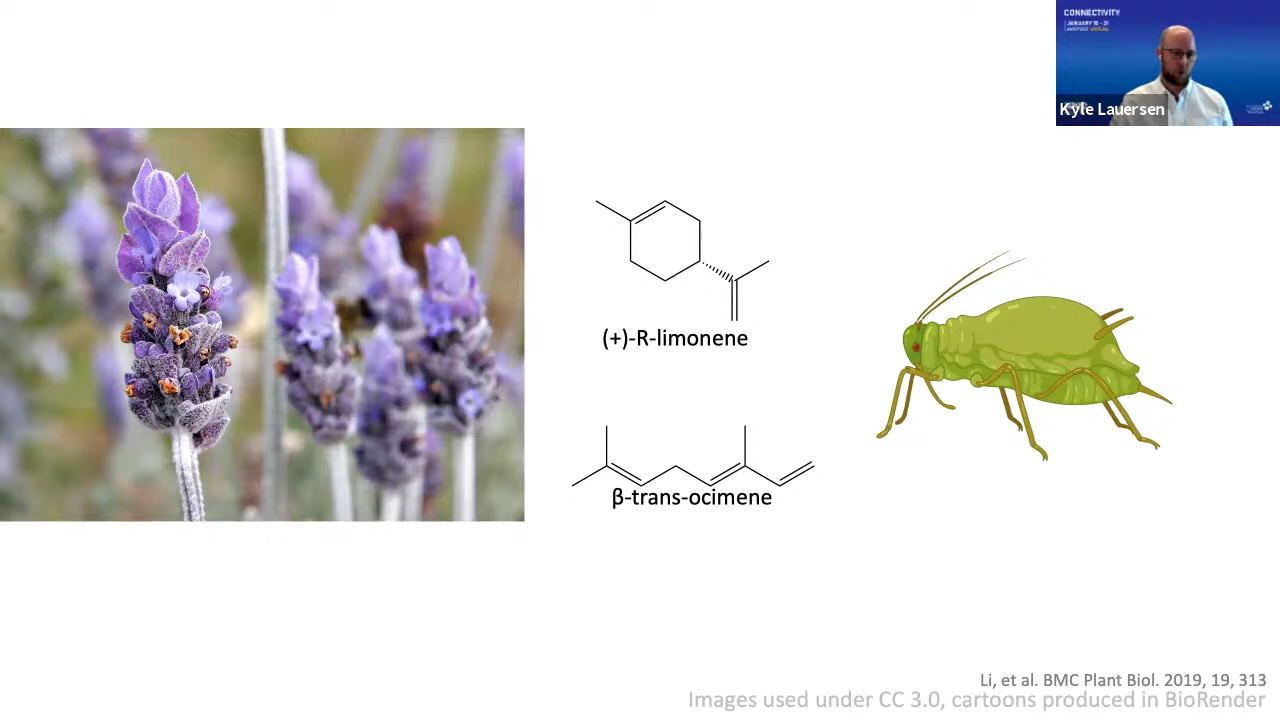 CONNECTIVITY
JANUARY
Kyle Lauersen
(+)-R-limonene
β-trans-ocimene
Li, et al. BMC Plant Biol. 2019, 19, 313
Images used under CC 3.0, cartoons produced in BioRender